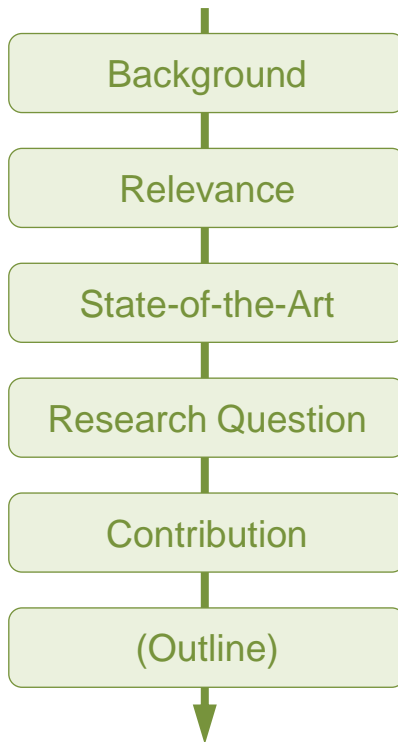 Background
Relevance
State-of-the-Art
Research Question
Contribution
(Outline)